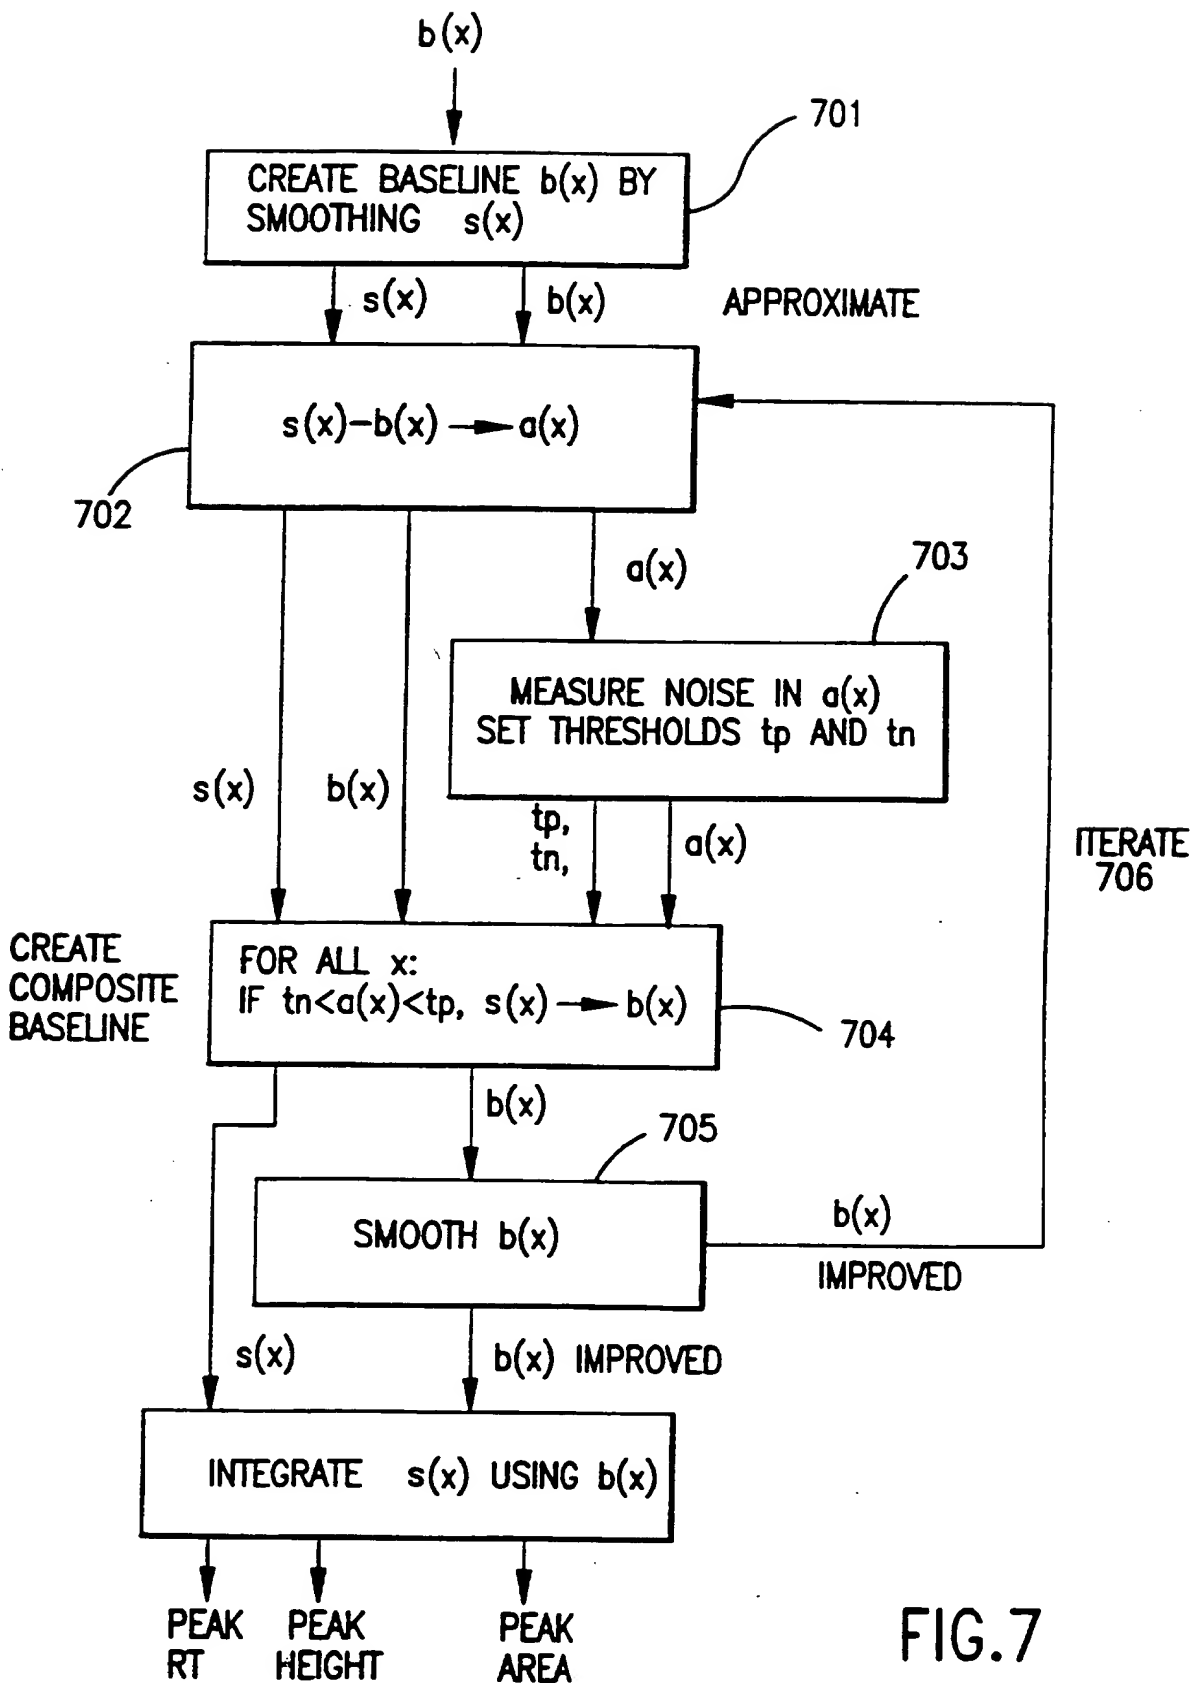 b(x)
701
CREATE BASELINE b(x) BY
SMOOTHING s(x)
s(x)
b(x)
APPROXIMATE
s(x)-b(x) → a(x)
702
a(x)
703
MEASURE NOISE IN a(x)
SET THRESHOLDS tp AND tn
s(x)
b(x)
tp,
tn,
a(x)
ITERATE
706
CREATE
COMPOSITE
BASELINE
FOR ALL x:
IF tn<a(x)<tp, s(x) → b(x)
704
b(x)
705
SMOOTH b(x)
b(x)
IMPROVED
s(x)
b(x) IMPROVED
INTEGRATE s(x) USING b(x)
PEAK
RT
PEAK
HEIGHT
PEAK
AREA
FIG.7